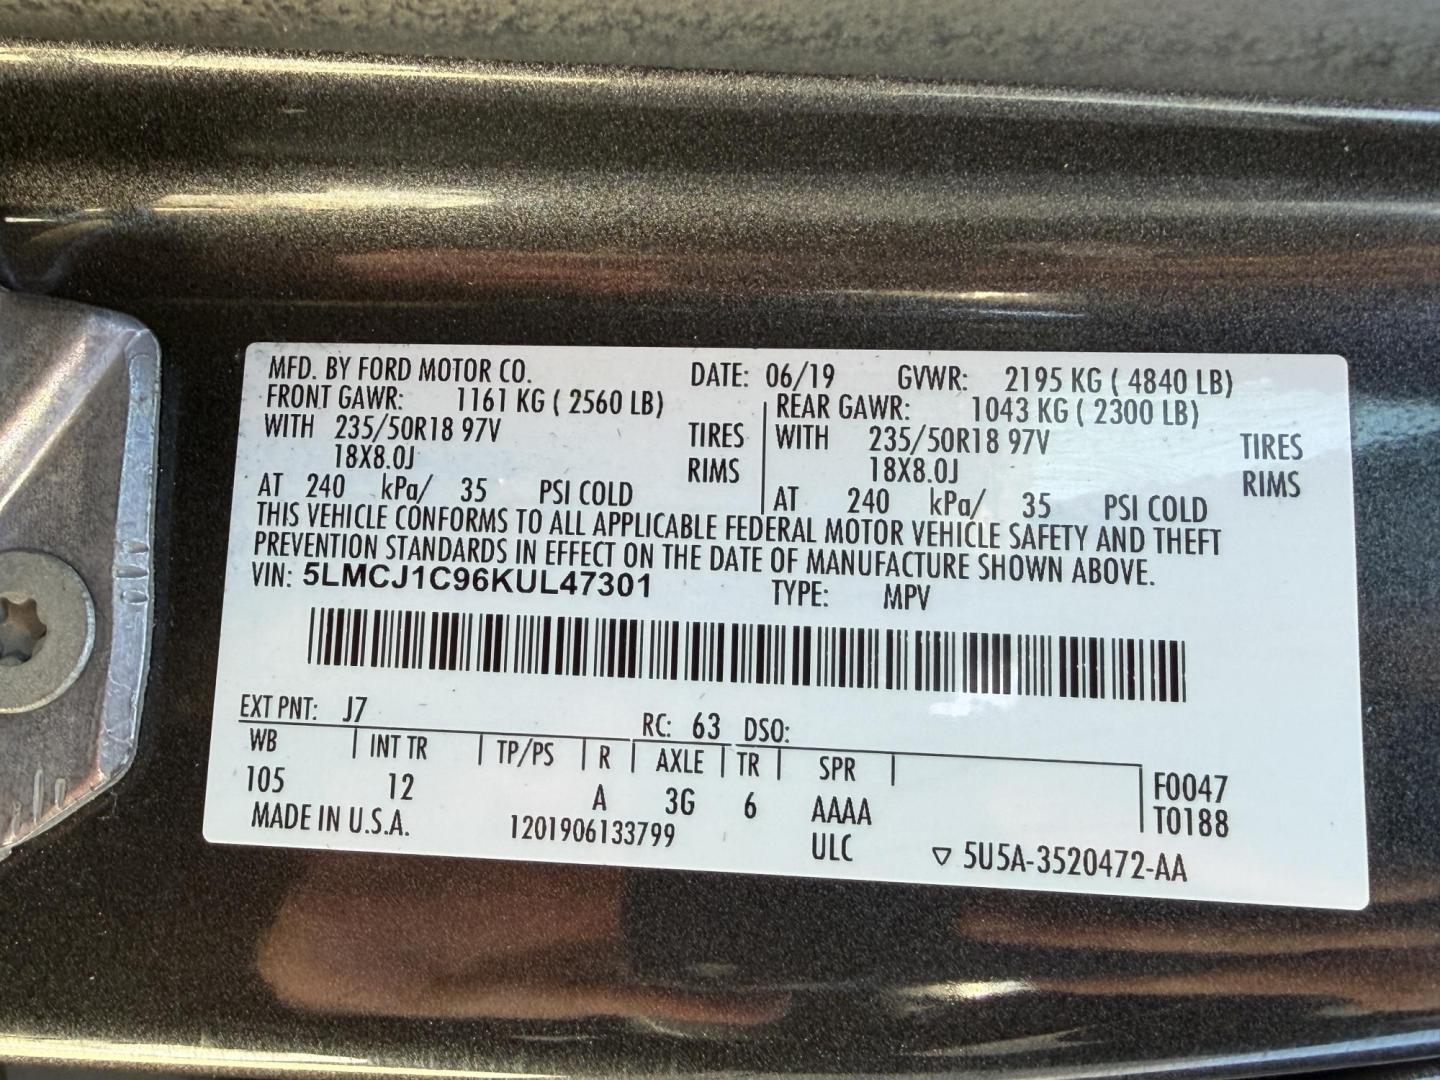 MFD. BY FORD MOTOR CO. DATE: 06/19 GVWR: 2195 KG ( 4840 LB)
FRONT GAWR: 1161 KG ( 2560 LB) REAR GAWR: 1043 KG ( 2300 LB)
WITH 235/50R18 97V TIRES WITH 235/50R18 97V TIRES
18X8.0J RIMS 18X8.0J RIMS
AT 240 kPa/ 35 PSI COLD AT 240 kPa/ 35 PSI COLD
THIS VEHICLE CONFORMS TO ALL APPLICABLE FEDERAL MOTOR VEHICLE SAFETY AND THEFT
PREVENTION STANDARDS IN EFFECT ON THE DATE OF MANUFACTURE SHOWN ABOVE.
VIN: 5LMCJ1C96KUL47301 TYPE: MPV
EXT PNT: J7 RC: 63 DSO:
WB INT TR TP/PS R AXLE TR SPR F0047
105 12 A 3G 6 AAAA T0188
MADE IN U.S.A. 1201906133799 ULC ▽ 5U5A-3520472-AA